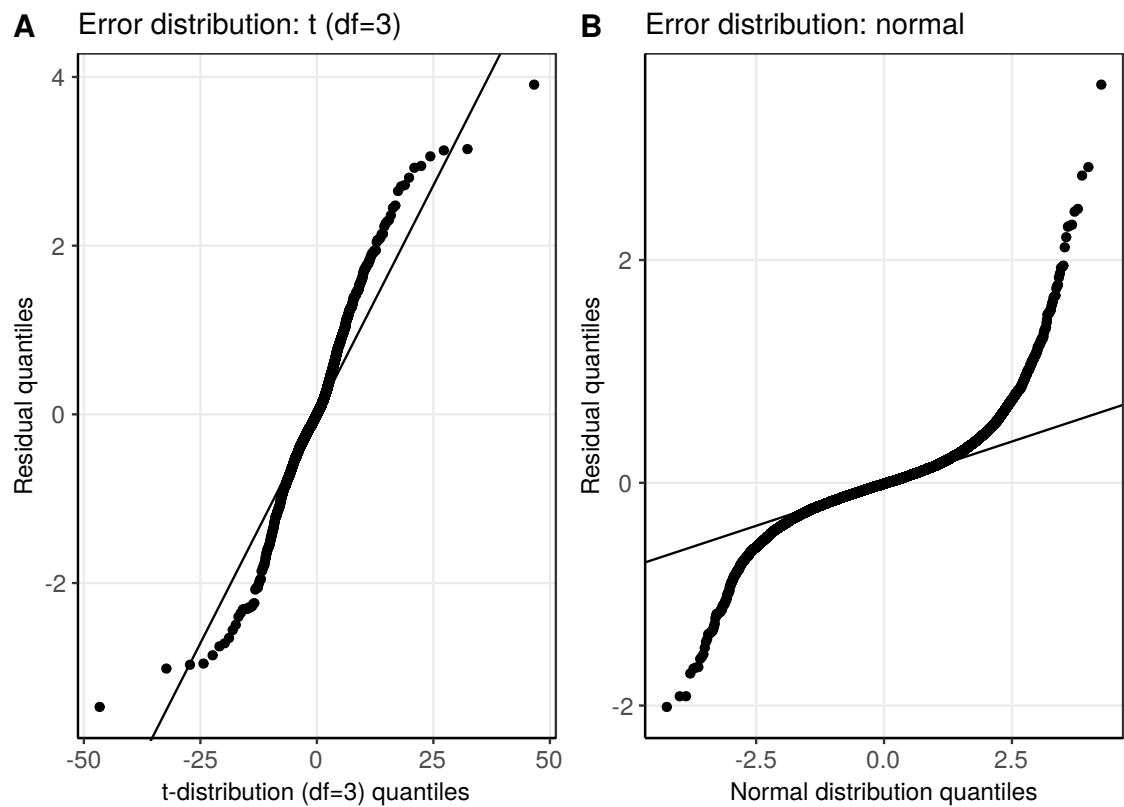 A Error distribution: t (df=3)
4
2
0
-2
Residual quantiles
-50 -25 0 25 50
t-distribution (df=3) quantiles
B Error distribution: normal
2
0
-2
Residual quantiles
-2.5 0.0 2.5
Normal distribution quantiles